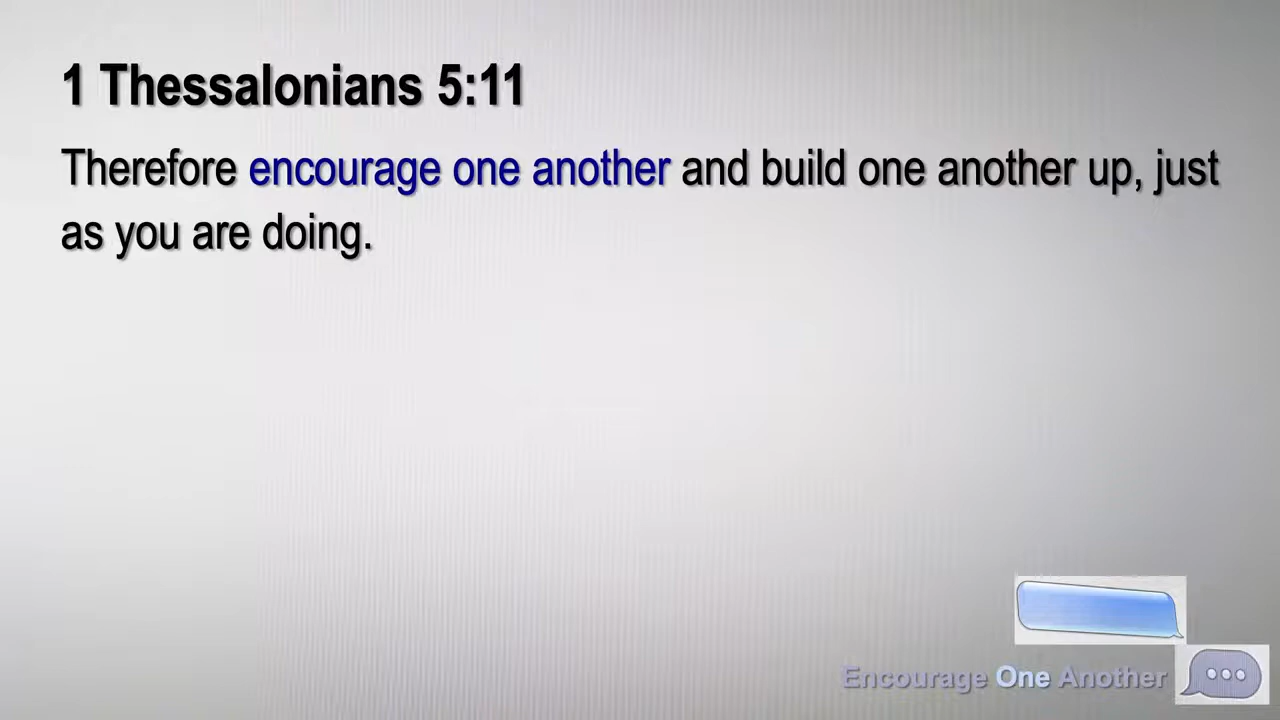 1 Thessalonians 5:11
Therefore encourage one another and build one another up, just
as you are doing.
Encourage One Another